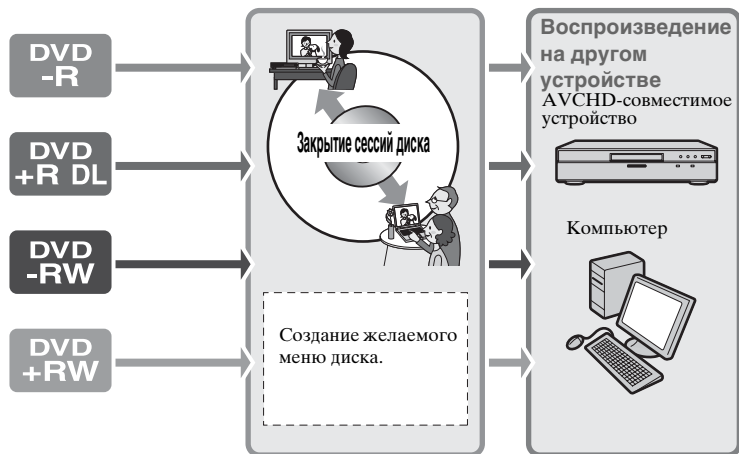 DVD
-R
DVD
+R DL
DVD
-RW
DVD
+RW
Закрытие сессий диска
Создание желаемого
меню диска.
Воспроизведение
на другом
устройстве
AVCHD-совместимое
устройство
Компьютер